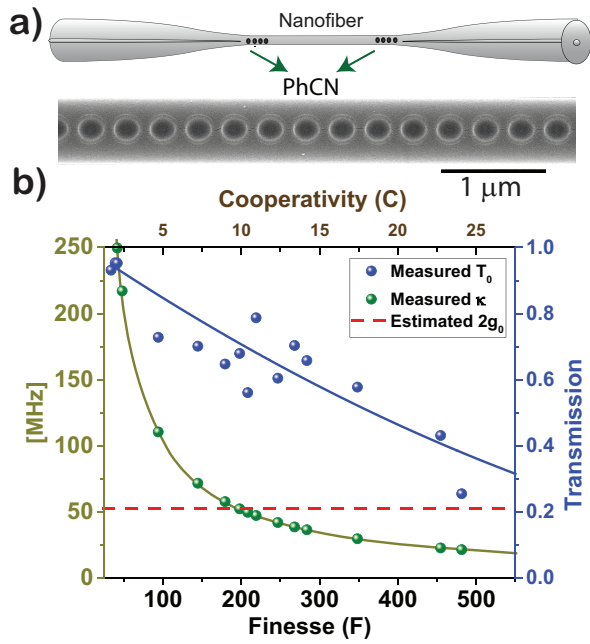 a)
Nanofiber
PhCN
1 μm
b)
Cooperativity (C)
5 10 15 20 25
250
200
150
100
50
0
[MHz]
1.0
0.8
0.6
0.4
0.2
0.0
Transmission
Measured T₀
Measured κ
Estimated 2g₀
100 200 300 400 500
Finesse (F)